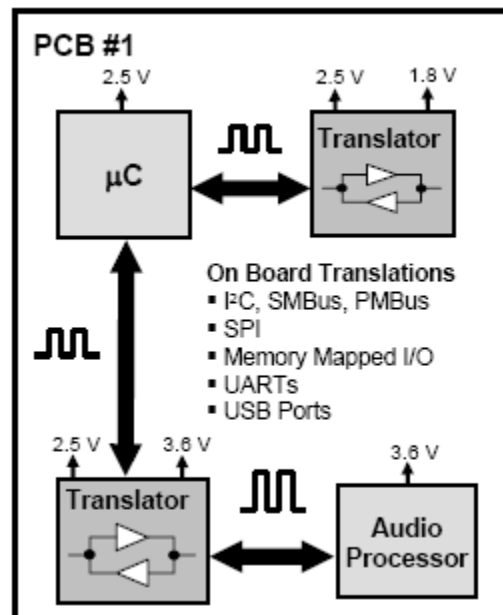 PCB #1
2.5 V
2.5 V
1.8 V
µC
Translator
On Board Translations
▪ I²C, SMBus, PMBus
▪ SPI
▪ Memory Mapped I/O
▪ UARTs
▪ USB Ports
2.5 V
3.6 V
3.6 V
Translator
Audio
Processor